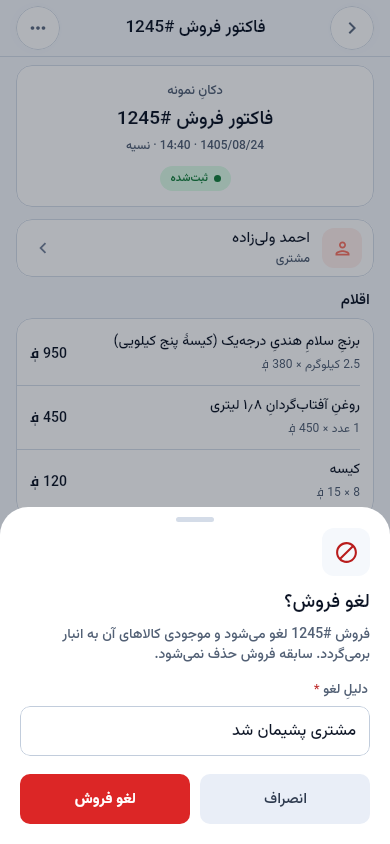 فاکتور فروش #1245
دکانِ نمونه
فاکتور فروش #1245
1405/08/24 · 14:40 · نسیه
ثبت‌شده
احمد ولی‌زاده
مشتری
اقلام
برنجِ سلامِ هندیِ درجه‌یک (کیسهٔ پنج کیلویی)
950 ؋
2.5 کیلوگرم × 380 ؋
روغنِ آفتاب‌گردانِ ۱٫۸ لیتری
450 ؋
1 عدد × 450 ؋
کیسه
120 ؋
8 × 15 ؋
لغو فروش؟
فروش #1245 لغو می‌شود و موجودی کالاهای آن به انبار
برمی‌گردد. سابقه فروش حذف نمی‌شود.
دلیلِ لغو *
مشتری پشیمان شد
انصراف
لغو فروش